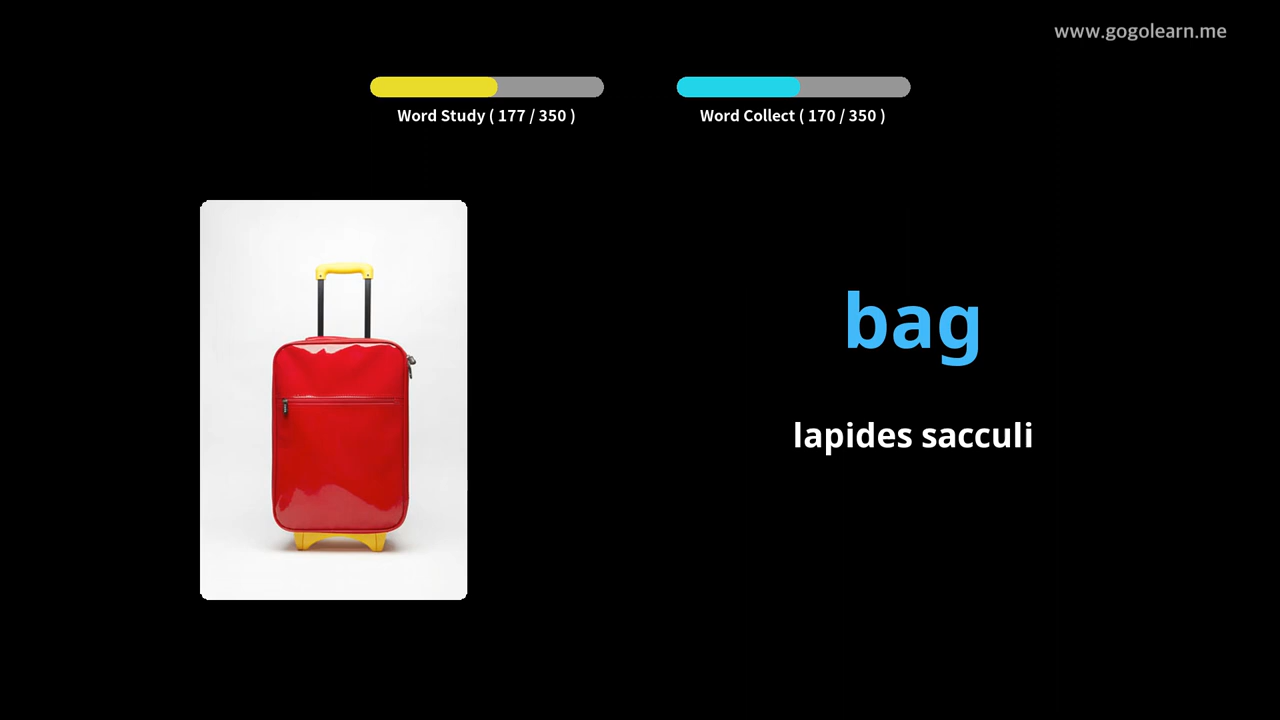 www.gogolearn.me
Word Study ( 177 / 350 )
Word Collect ( 170 / 350 )
bag
lapides sacculi